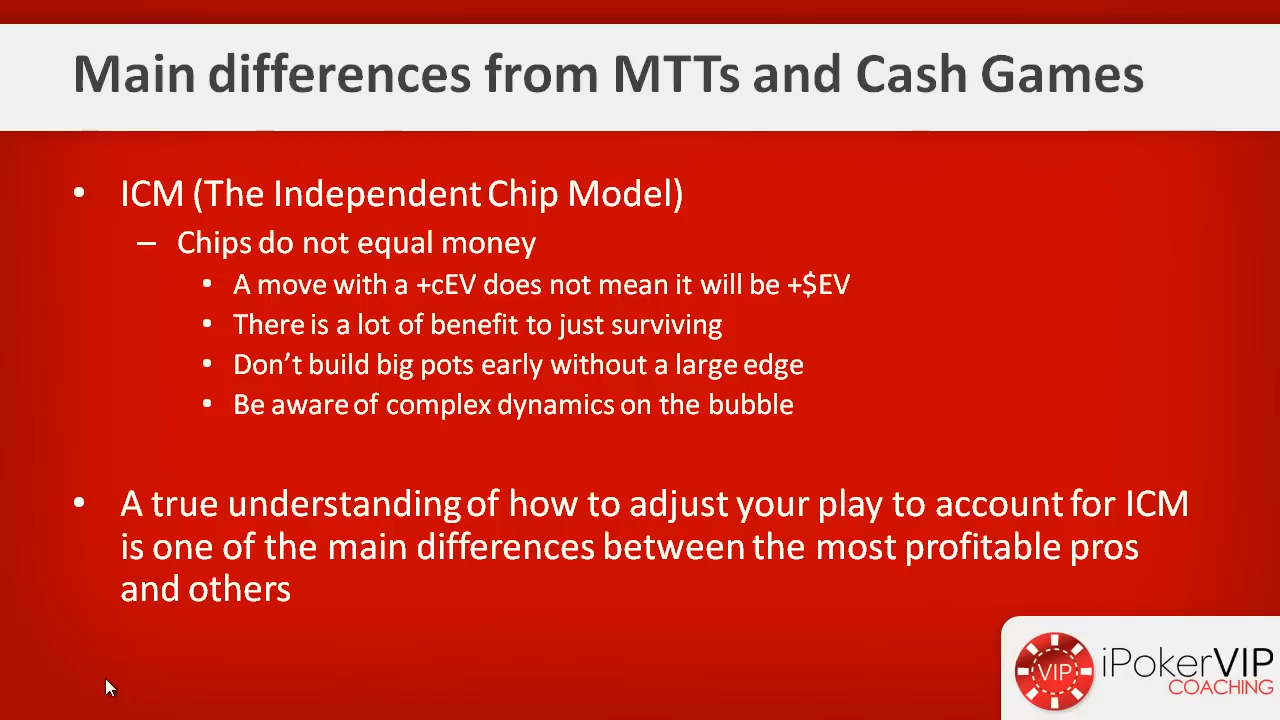 Main differences from MTTs and Cash Games
• ICM (The Independent Chip Model)
– Chips do not equal money
• A move with a +cEV does not mean it will be +$EV
• There is a lot of benefit to just surviving
• Don’t build big pots early without a large edge
• Be aware of complex dynamics on the bubble
• A true understanding of how to adjust your play to account for ICM
is one of the main differences between the most profitable pros
and others
VIP
iPokerVIP
COACHING